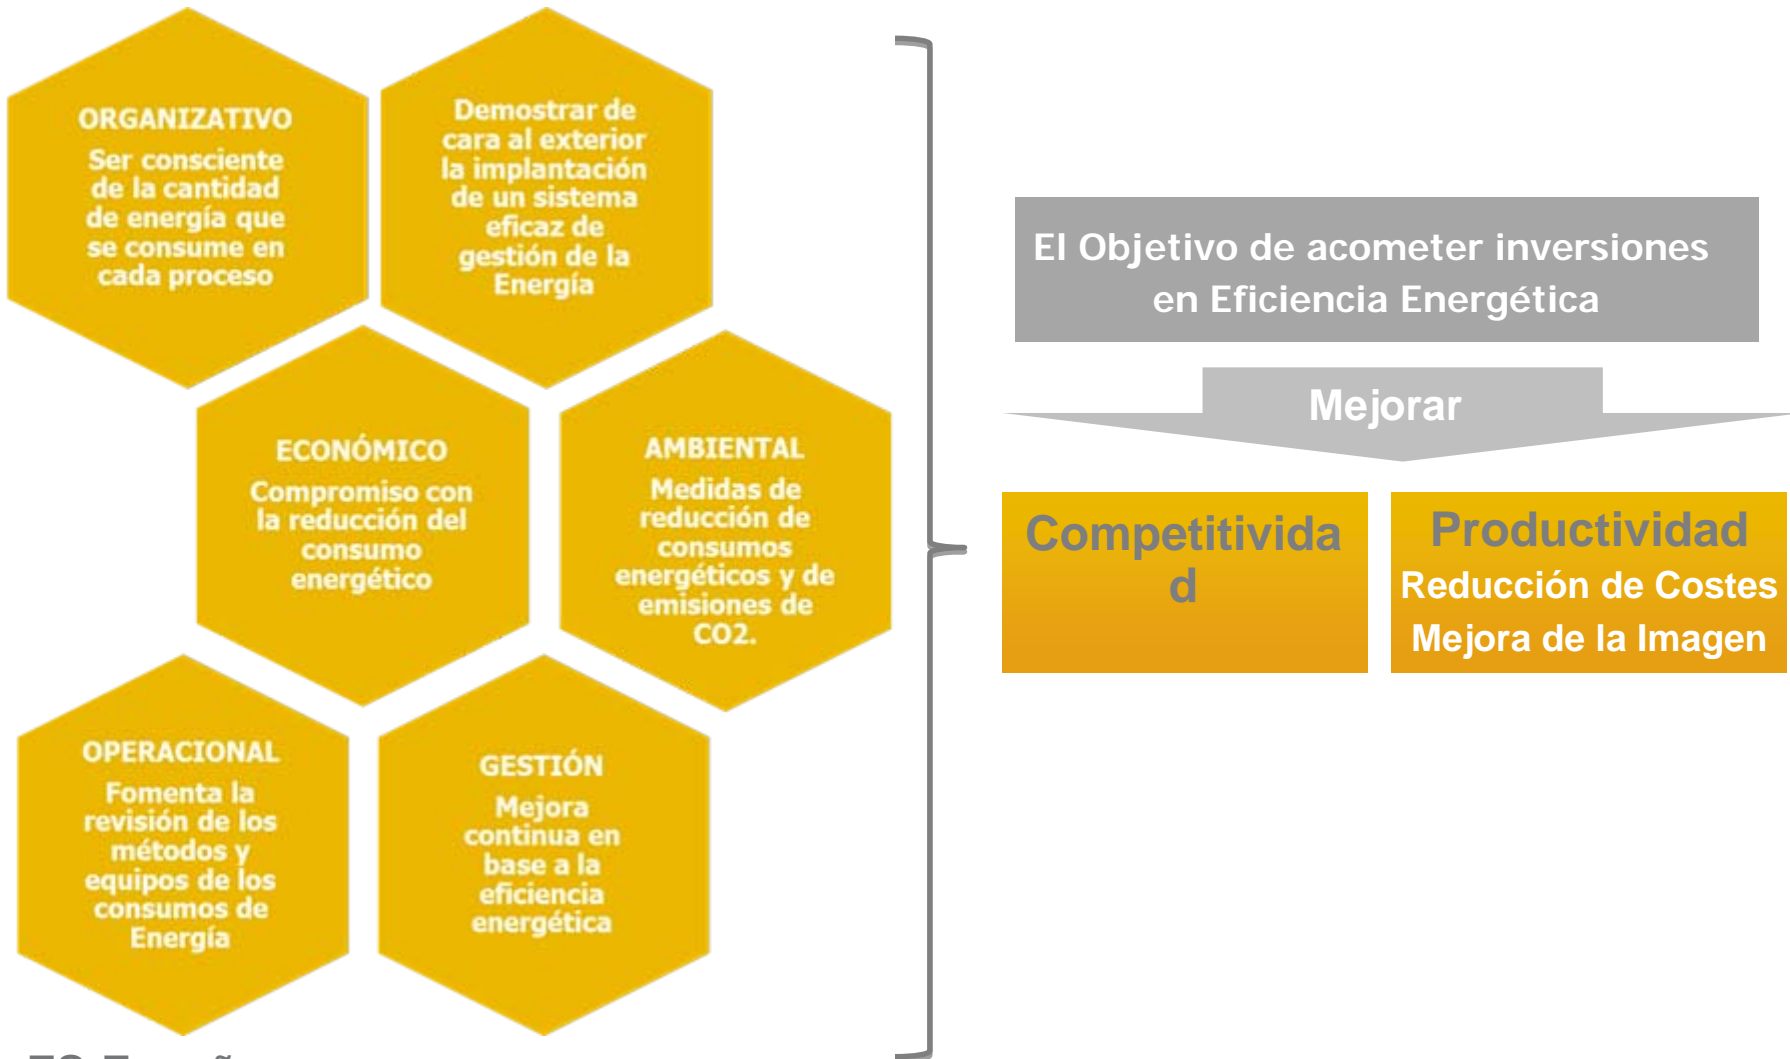 ORGANIZATIVO
Ser consciente
de la cantidad
de energía que
se consume en
cada proceso
Demostrar de
cara al exterior
la implantación
de un sistema
eficaz de
gestión de la
Energía
ECONÓMICO
Compromiso con
la reducción del
consumo
energético
AMBIENTAL
Medidas de
reducción de
consumos
energéticos y de
emisiones de
CO2.
OPERACIONAL
Fomenta la
revisión de los
métodos y
equipos de los
consumos de
Energía
GESTIÓN
Mejora
continua en
base a la
eficiencia
energética
El Objetivo de acometer inversiones
en Eficiencia Energética
Mejorar
Competitivida
d
Productividad
Reducción de Costes
Mejora de la Imagen